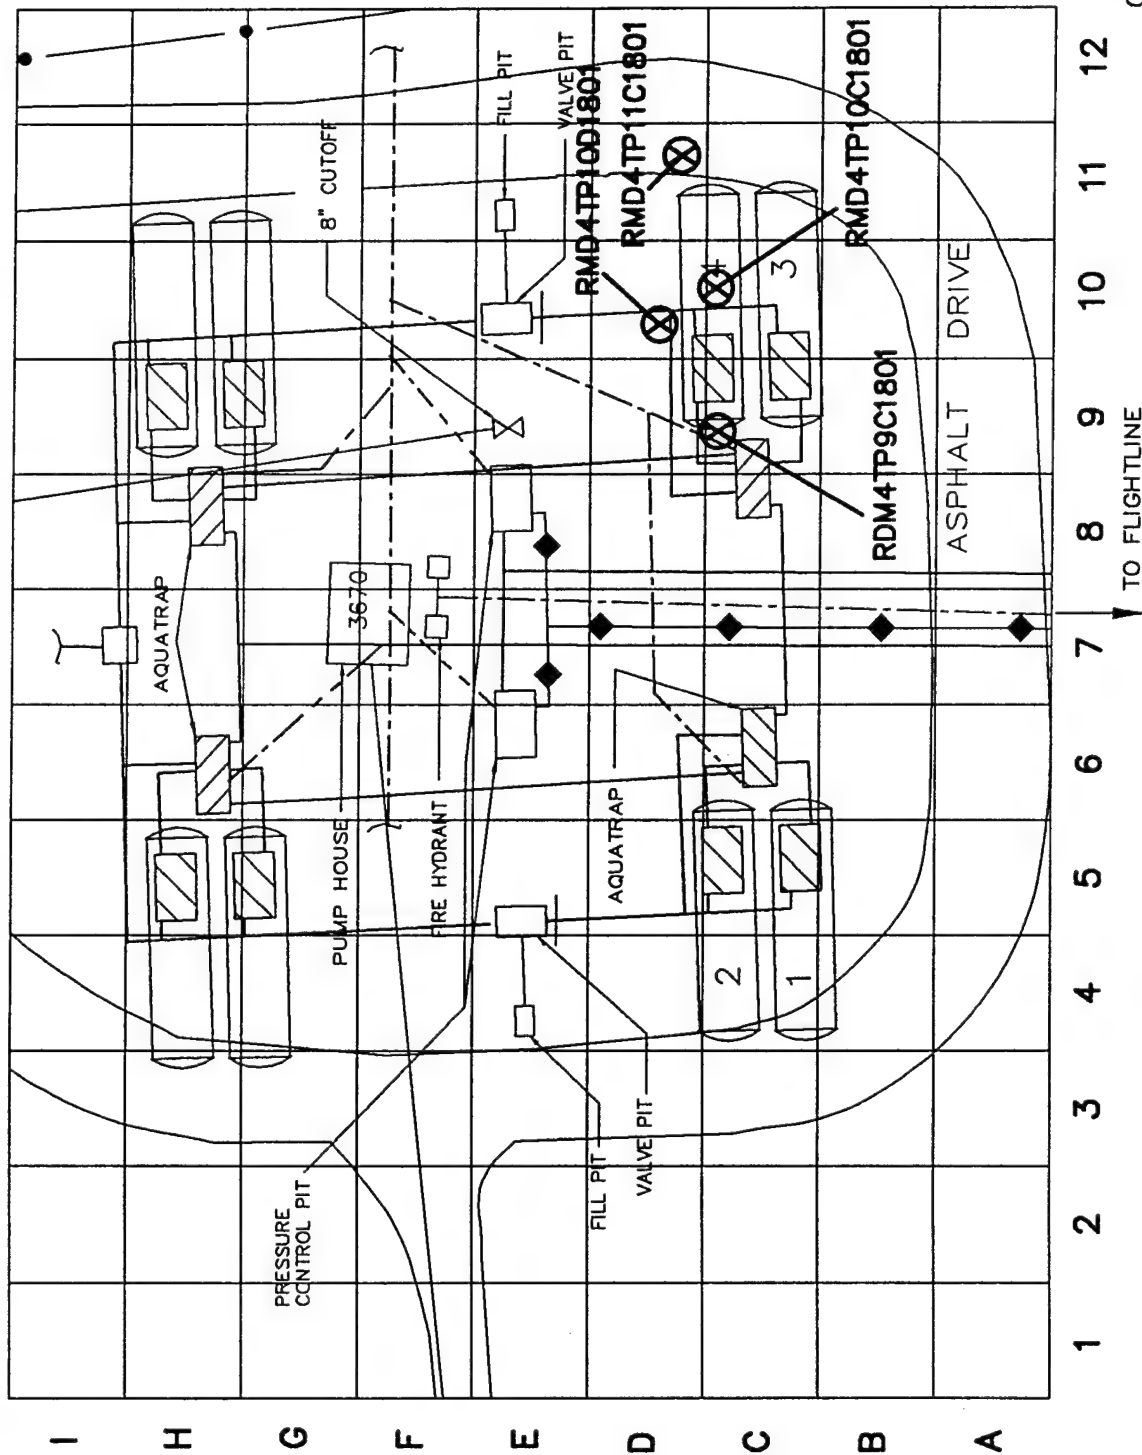 I
H
G
F
E
D
C
B
A
1
2
3
4
5
6
7
8
9
10
11
12
PRESSURE
CONTROL PIT
PUMP HOUSE
FIRE HYDRANT
AQUATRAP
3670
8" CUTOFF
FILL PIT
VALVE PIT
FILL PIT
VALVE PIT
AQUATRAP
2
1
4
3
RMD4TP10D1801
RMD4TP11C1801
RMD4TP10C1801
RDM4TP9C1801
ASPHALT DRIVE
TO FLIGHTLINE